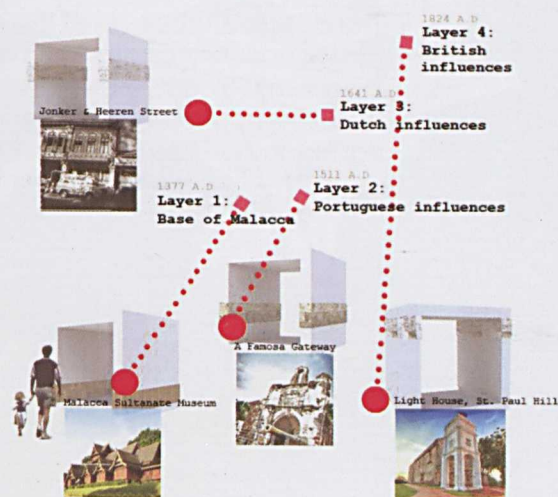 1824 A.D
Layer 4:
British
influences
Jonker & Heeren Street
1641 A.D
Layer 3:
Dutch influences
1377 A.D
Layer 1:
Base of Malacca
1511 A.D
Layer 2:
Portuguese influences
A Famosa Gateway
Malacca Sultanate Museum
Light House, St. Paul Hill